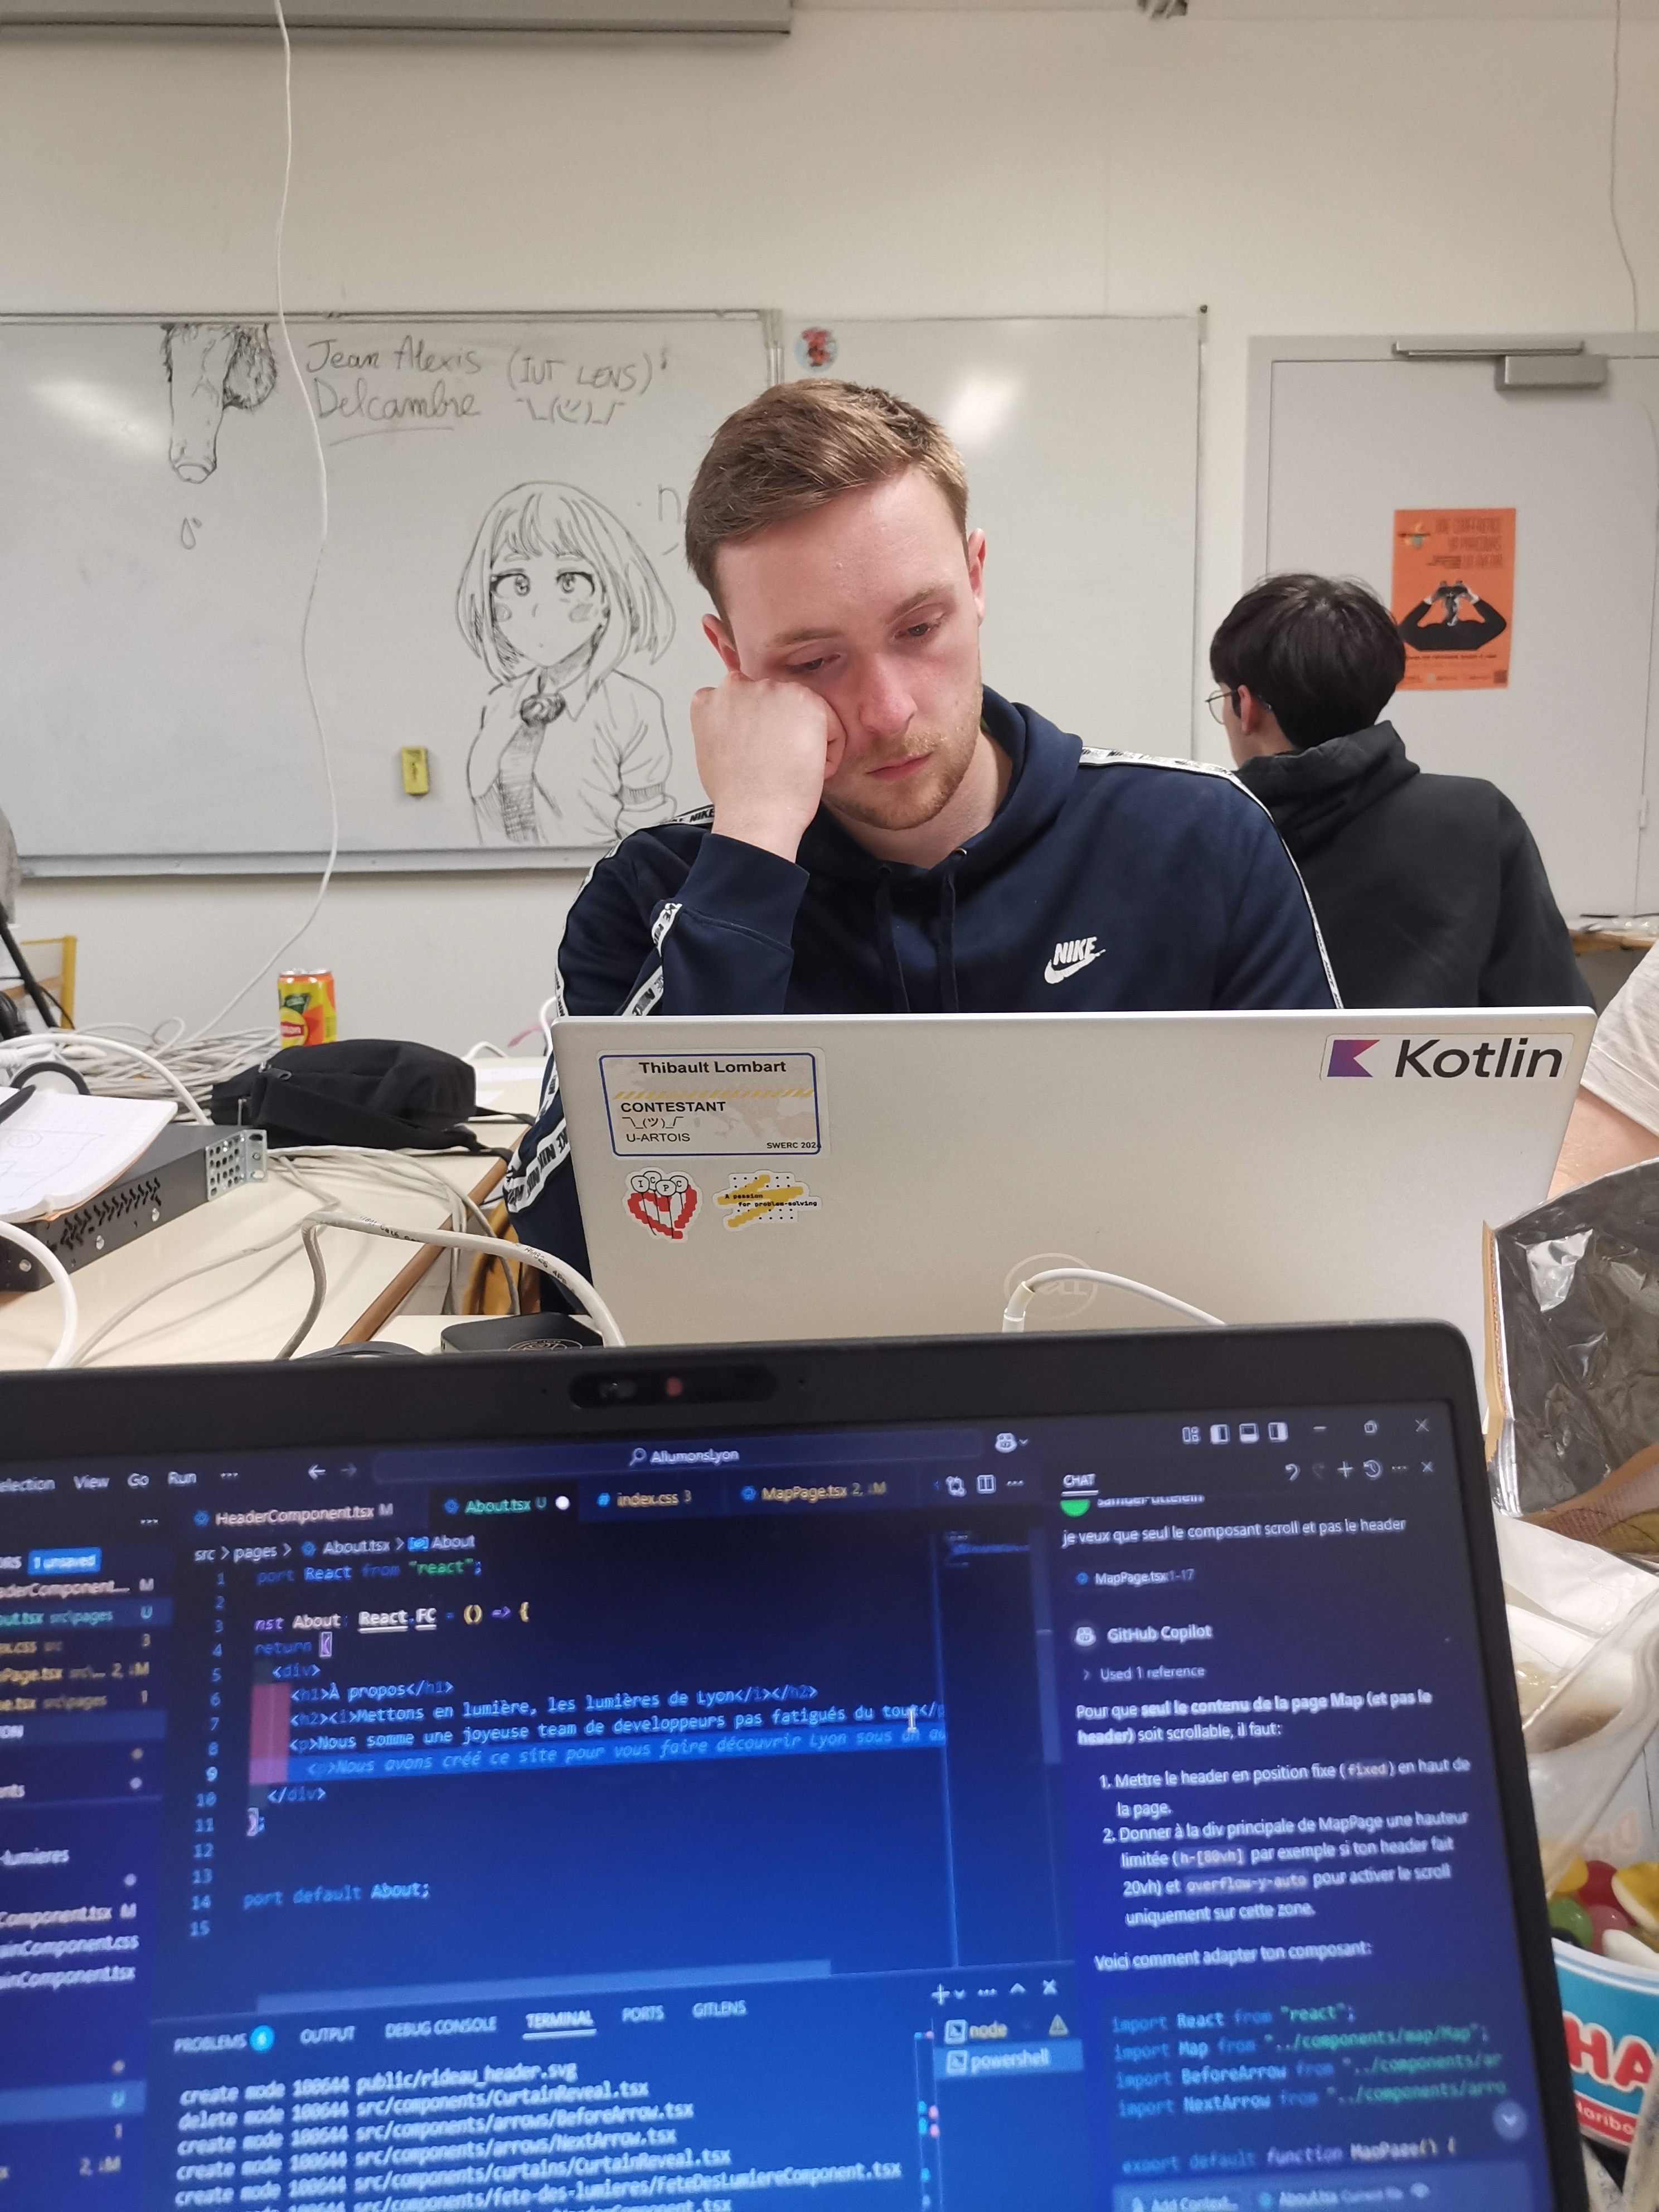 Jean Alexis (IUT LENS):
Delcambre ¯\_(ツ)_/¯
NIKE
Thibault Lombart
CONTESTANT
¯\_(ツ)_/¯
U-ARTOIS
SWERC 2024
ICPC
A passion
for problem-solving
Kotlin
DELL
AllumonsLyon
election View Go Run ...
HeaderComponent.tsx M
About.tsx U
index.css 3
MapPage.tsx 2, M
src > pages > About.tsx > About
1 port React from "react";
2
3 nst About: React.FC = () => {
4 return (
5 <div>
6 <h1>À propos</h1>
7 <h2><i>Mettons en lumière, les lumières de Lyon</i></h2>
8 <p>Nous somme une joyeuse team de developpeurs pas fatigués du tout</p
9 <p>Nous avons créé ce site pour vous faire découvrir Lyon sous un au
10 </div>
11 );
12
13
14 port default About;
15
ORS 1 unsaved
aderComponent.... M
out.tsx src\pages U
ex.css src 3
pPage.tsx src\... 2, M
e.tsx src\pages 1
-lumieres
Component.tsx M
ainComponent.css
ainComponent.tsx
U
1
2, M
PROBLEMS 6 OUTPUT DEBUG CONSOLE TERMINAL PORTS GITLENS
create mode 100644 public/rideau_header.svg
delete mode 100644 src/components/CurtainReveal.tsx
create mode 100644 src/components/arrows/BeforeArrow.tsx
create mode 100644 src/components/arrows/NextArrow.tsx
create mode 100644 src/components/curtains/CurtainReveal.tsx
create mode 100644 src/components/fete-des-lumieres/FeteDesLumiereComponent.tsx
node
powershell
CHAT
je veux que seul le composant scroll et pas le header
MapPage.tsx:1-17
GitHub Copilot
> Used 1 reference
Pour que seul le contenu de la page Map (et pas le
header) soit scrollable, il faut:
1. Mettre le header en position fixe (fixed) en haut de
la page.
2. Donner à la div principale de MapPage une hauteur
limitée (h-[80vh] par exemple si ton header fait
20vh) et overflow-y-auto pour activer le scroll
uniquement sur cette zone.
Voici comment adapter ton composant:
import React from "react";
import Map from "../components/map/Map";
import BeforeArrow from "../components/ar
import NextArrow from "../components/arro
export default function MapPage() {
Add Context... About.tsx Current file
HA
Haribo